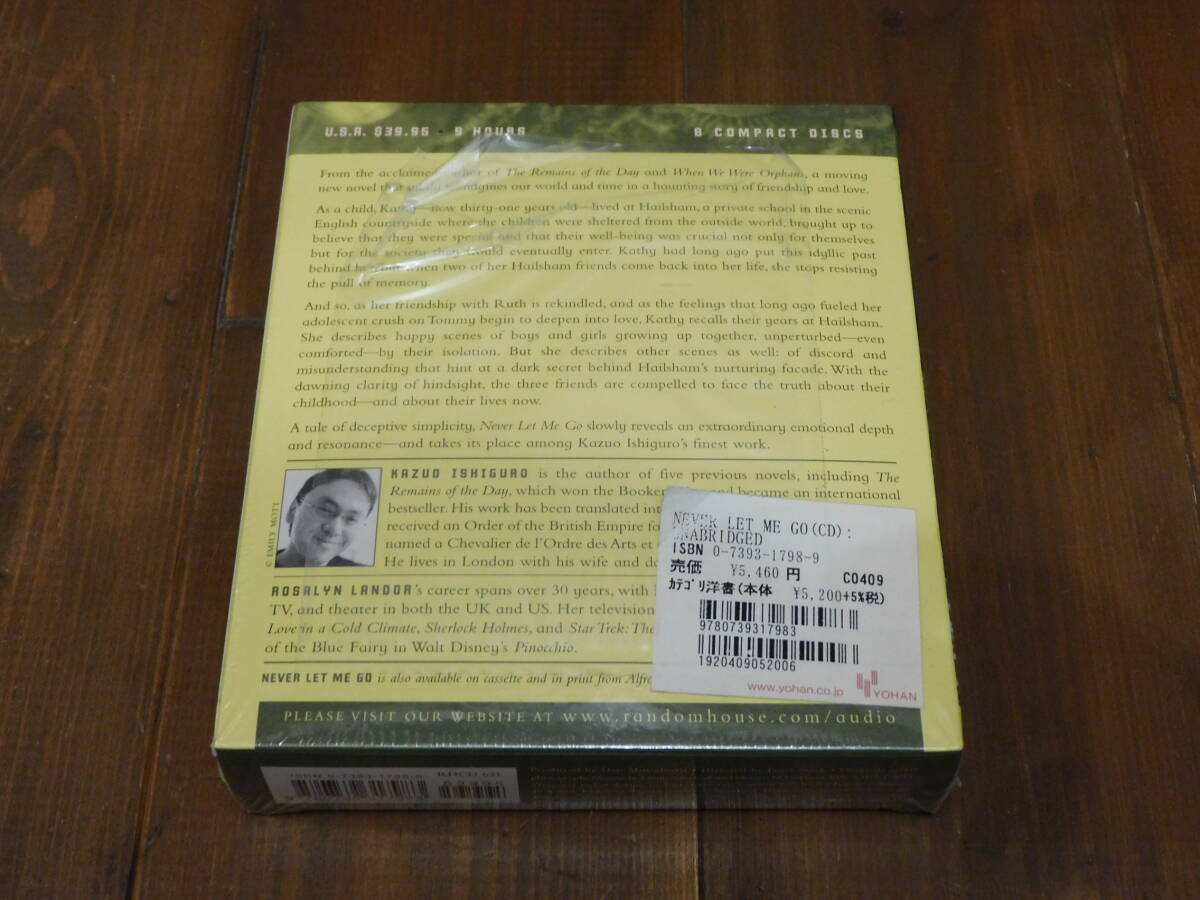 U.S.A. $39.95 • 9 HOURS 8 COMPACT DISCS
From the acclaimed author of The Remains of the Day and When We Were Orphans, a moving
new novel that subtly reimagines our world and time in a haunting story of friendship and love.
As a child, Kathy—now thirty-one years old—lived at Hailsham, a private school in the scenic
English countryside where the children were sheltered from the outside world, brought up to
believe that they were special and that their well-being was crucial not only for themselves
but for the society they would eventually enter. Kathy had long ago put this idyllic past
behind her, but when two of her Hailsham friends come back into her life, she stops resisting
the pull of memory.
And so, as her friendship with Ruth is rekindled, and as the feelings that long ago fueled her
adolescent crush on Tommy begin to deepen into love, Kathy recalls their years at Hailsham.
She describes happy scenes of boys and girls growing up together, unperturbed—even
comforted—by their isolation. But she describes other scenes as well: of discord and
misunderstanding that hint at a dark secret behind Hailsham's nurturing facade. With the
dawning clarity of hindsight, the three friends are compelled to face the truth about their
childhood—and about their lives now.
A tale of deceptive simplicity, Never Let Me Go slowly reveals an extraordinary emotional depth
and resonance—and takes its place among Kazuo Ishiguro's finest work.
© EMILY MOTT
KAZUO ISHIGURO is the author of five previous novels, including The
Remains of the Day, which won the Booker Prize and became an international
bestseller. His work has been translated into
received an Order of the British Empire fo
named a Chevalier de l'Ordre des Arts et
He lives in London with his wife and da
ROSALYN LANDOR's career spans over 30 years, with
TV, and theater in both the UK and US. Her television
Love in a Cold Climate, Sherlock Holmes, and Star Trek: The
of the Blue Fairy in Walt Disney's Pinocchio.
NEVER LET ME GO is also available on cassette and in print from Alfre
NEVER LET ME GO(CD):
UNABRIDGED
ISBN 0-7393-1798-9
売価 ¥5,460 円 C0409
カテゴリ洋書(本体 ¥5,200+5%税)
9780739317983
1920409052006
www.yohan.co.jp YOHAN
PLEASE VISIT OUR WEBSITE AT www.randomhouse.com/audio
ISBN 0-7393-1798-9